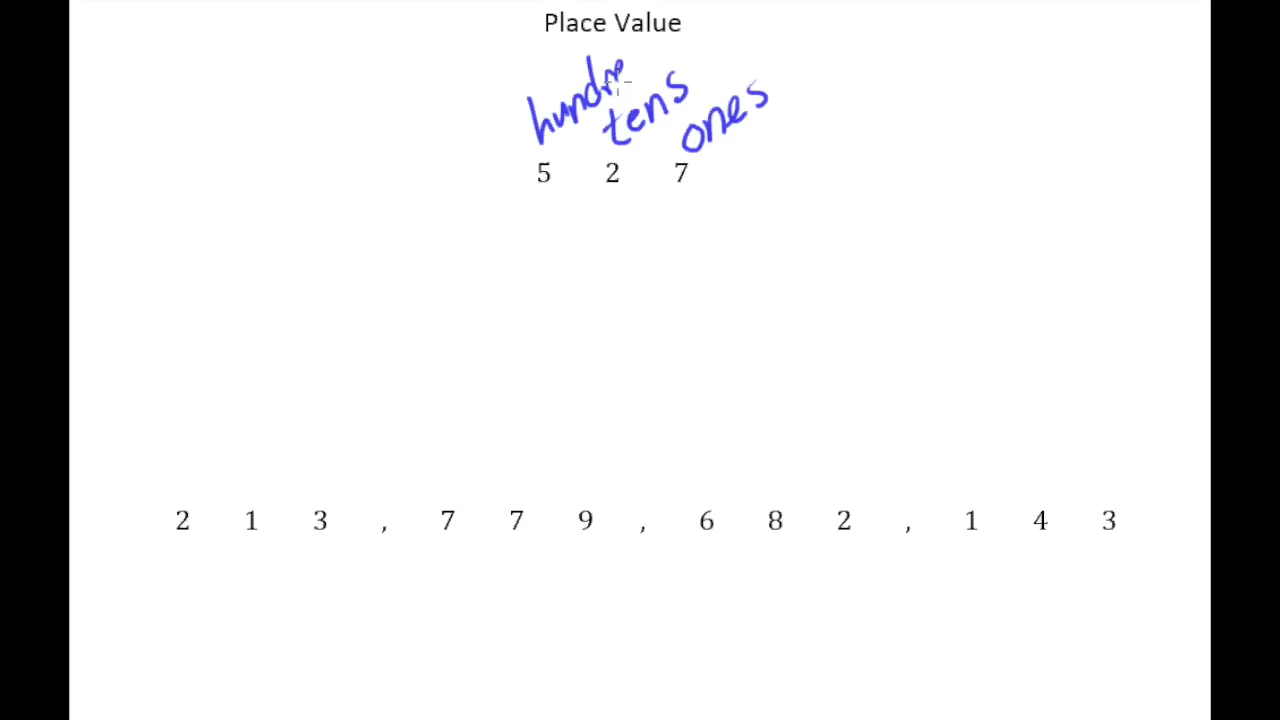 Place Value
hundre
tens
ones
5 2 7
2 1 3 , 7 7 9 , 6 8 2 , 1 4 3